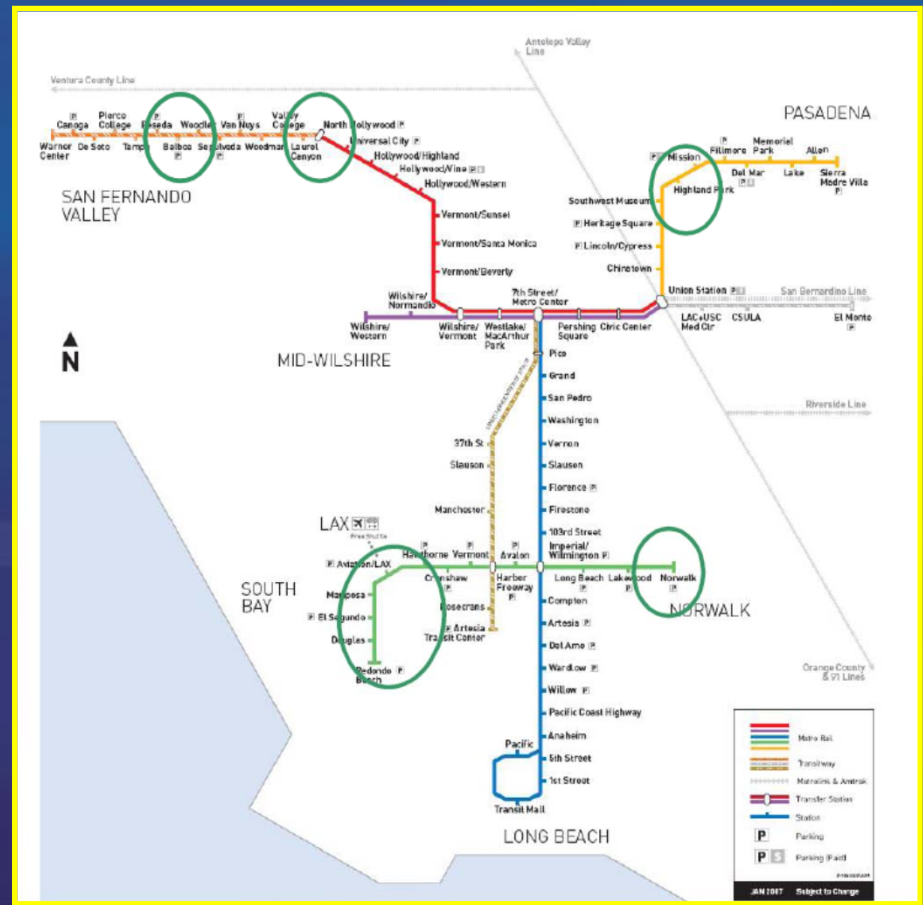 Antelope Valley
Line
Ventura County Line
PASADENA
Canoga
Pierce
College
Reseda
Woodley
Van Nuys
Valley
College
North Hollywood P
Warner
Center
De Soto
Tampa
Balboa
Sepulveda
Woodman
Laurel
Canyon
Universal City P
Hollywood/Highland
Hollywood/Vine P
Hollywood/Western
SAN FERNANDO
VALLEY
Mission
Fillmore
Memorial
Park
Allen
Del Mar
Lake
Sierra
Madre Villa
Highland Park
Southwest Museum
P Heritage Square
P Lincoln/Cypress
Chinatown
Vermont/Sunset
Vermont/Santa Monica
Vermont/Beverly
Union Station P
San Bernardino Line
LAC+USC
Med Ctr
CSULA
El Monte
P
Wilshire/
Normandie
7th Street/
Metro Center
Wilshire/
Western
Wilshire/
Vermont
Westlake/
MacArthur
Park
Pershing
Square
Civic Center
MID-WILSHIRE
N
Pico
Grand
San Pedro
Washington
Vernon
Slauson
Florence P
Firestone
103rd Street
Imperial/
Wilmington P
Riverside Line
37th St
Slauson
Manchester
LAX
Free Shuttle
P Aviation/LAX
Hawthorne
Vermont
Avalon
Crenshaw
P
Harbor
Freeway
P
Long Beach
P
Lakewood
P
Norwalk
P
NORWALK
SOUTH
BAY
Mariposa
P El Segundo
Douglas
Redondo P
Beach
Rosecrans
P Artesia
Transit Center
Compton
Artesia P
Del Amo P
Wardlow P
Willow P
Pacific Coast Highway
Anaheim
5th Street
1st Street
Pacific
Transit Mall
LONG BEACH
Orange County
& 91 Lines
Metro Rail
Transitway
Metrolink & Amtrak
Transfer Station
Station
P Parking
P $ Parking (Paid)
JAN 2007 Subject to Change